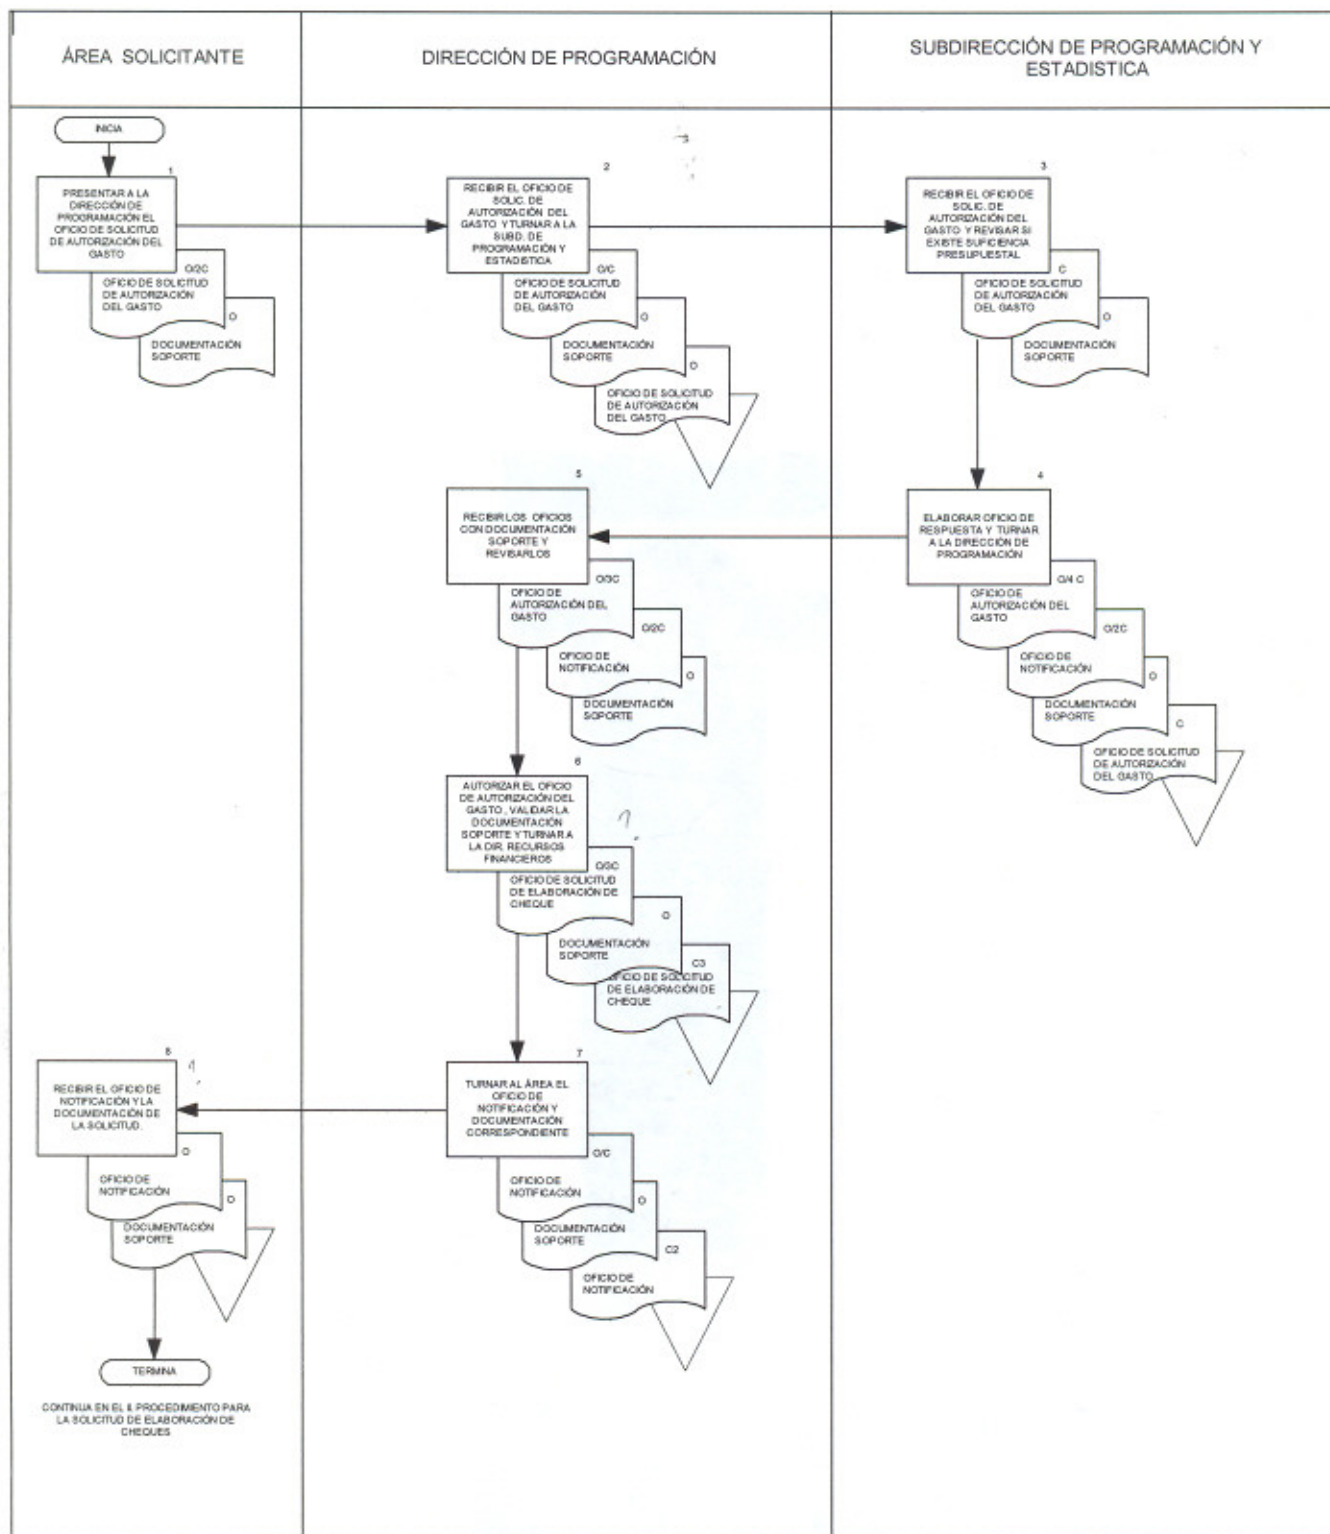 ÁREA SOLICITANTE
DIRECCIÓN DE PROGRAMACIÓN
SUBDIRECCIÓN DE PROGRAMACIÓN Y
ESTADISTICA
INICIA
1
PRESENTAR A LA
DIRECCIÓN DE
PROGRAMACIÓN EL
OFICIO DE SOLICITUD
DE AUTORIZACIÓN DEL
GASTO
O/2C
OFICIO DE SOLICITUD
DE AUTORIZACIÓN
DEL GASTO
O
DOCUMENTACIÓN
SOPORTE
2
RECIBIR EL OFICIO DE
SOLIC. DE
AUTORIZACIÓN DEL
GASTO Y TURNAR A LA
SUBD. DE
PROGRAMACIÓN Y
ESTADISTICA
O/C
OFICIO DE SOLICITUD
DE AUTORIZACIÓN
DEL GASTO
O
DOCUMENTACIÓN
SOPORTE
O
OFICIO DE SOLICITUD
DE AUTORIZACIÓN
DEL GASTO
3
RECIBIR EL OFICIO DE
SOLIC. DE
AUTORIZACIÓN DEL
GASTO Y REVISAR SI
EXISTE SUFICIENCIA
PRESUPUESTAL
C
OFICIO DE SOLICITUD
DE AUTORIZACIÓN
DEL GASTO
O
DOCUMENTACIÓN
SOPORTE
4
ELABORAR OFICIO DE
RESPUESTA Y TURNAR
A LA DIRECCIÓN DE
PROGRAMACIÓN
O/4 C
OFICIO DE
AUTORIZACIÓN DEL
GASTO
O/2C
OFICIO DE
NOTIFICACIÓN
O
DOCUMENTACIÓN
SOPORTE
C
OFICIO DE SOLICITUD
DE AUTORIZACIÓN
DEL GASTO
5
RECIBIR LOS OFICIOS
CON DOCUMENTACIÓN
SOPORTE Y
REVISARLOS
O/3C
OFICIO DE
AUTORIZACIÓN DEL
GASTO
O/2C
OFICIO DE
NOTIFICACIÓN
O
DOCUMENTACIÓN
SOPORTE
6
AUTORIZAR EL OFICIO
DE AUTORIZACIÓN DEL
GASTO, VALIDAR LA
DOCUMENTACIÓN
SOPORTE Y TURNAR A
LA DIR. RECURSOS
FINANCIEROS
O/3C
OFICIO DE SOLICITUD
DE ELABORACIÓN DE
CHEQUE
O
DOCUMENTACIÓN
SOPORTE
C3
OFICIO DE SOLICITUD
DE ELABORACIÓN DE
CHEQUE
7
TURNAR AL ÁREA EL
OFICIO DE
NOTIFICACIÓN Y
DOCUMENTACIÓN
CORRESPONDIENTE
O/C
OFICIO DE
NOTIFICACIÓN
O
DOCUMENTACIÓN
SOPORTE
C2
OFICIO DE
NOTIFICACIÓN
8
RECIBIR EL OFICIO DE
NOTIFICACIÓN Y LA
DOCUMENTACIÓN DE
LA SOLICITUD.
O
OFICIO DE
NOTIFICACIÓN
O
DOCUMENTACIÓN
SOPORTE
TERMINA
CONTINUA EN EL II. PROCEDIMIENTO PARA
LA SOLICITUD DE ELABORACIÓN DE
CHEQUES